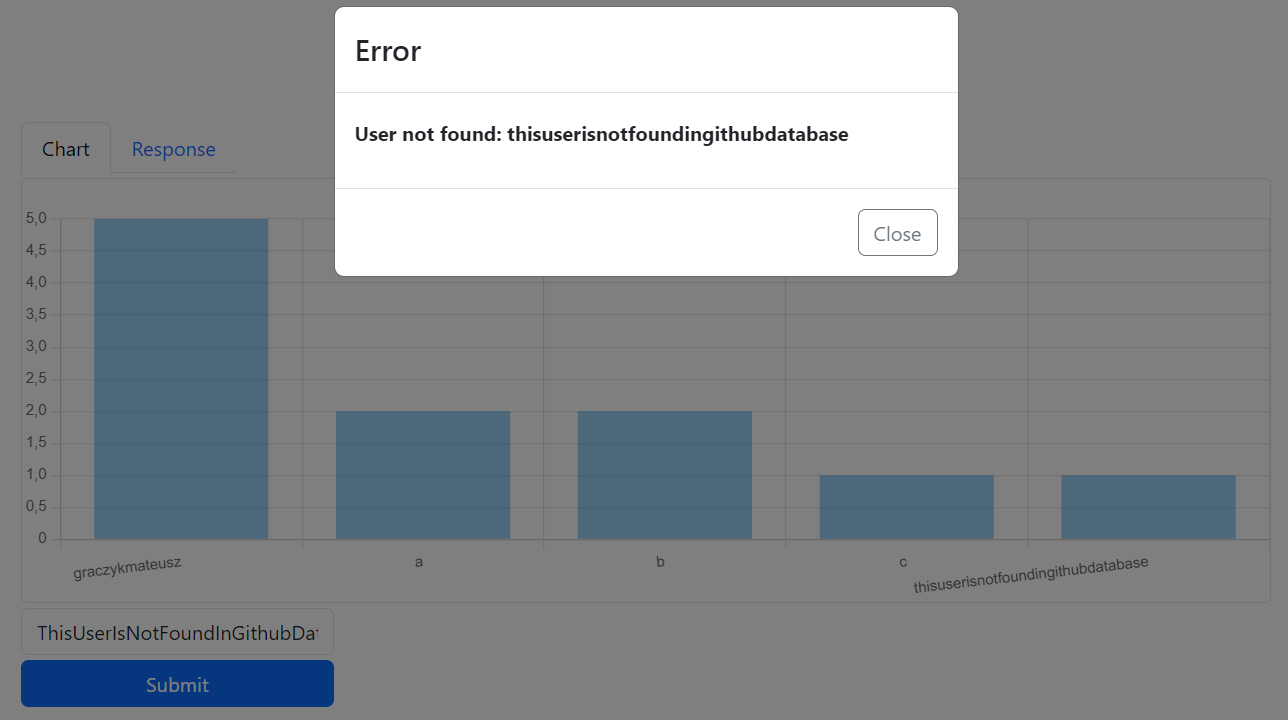 Error
User not found: thisuserisnotfoundingithubdatabase
Close
Chart
Response
5,0
4,5
4,0
3,5
3,0
2,5
2,0
1,5
1,0
0,5
0
graczykmateusz
a
b
c
thisuserisnotfoundingithubdatabase
ThisUserIsNotFoundInGithubDat
Submit